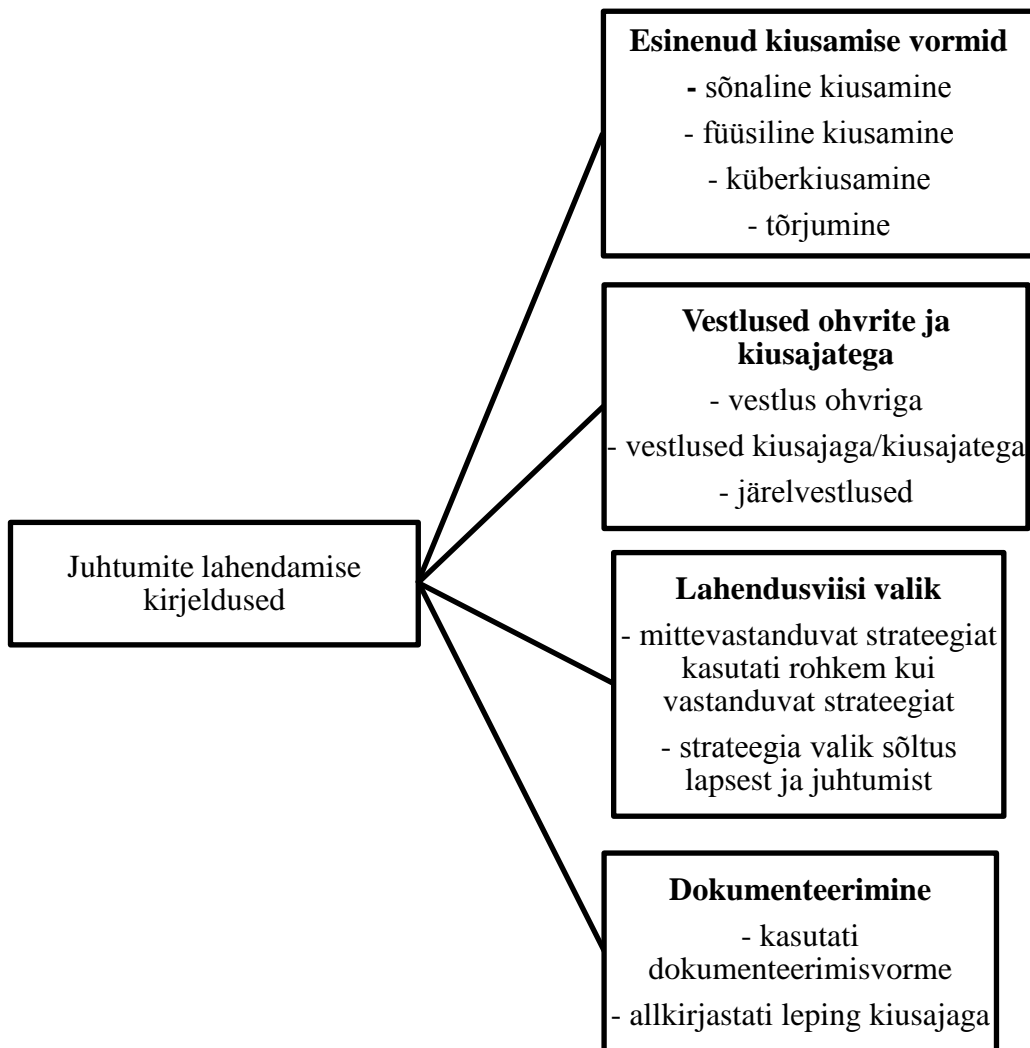 Esinenud kiusamise vormid
- sõnaline kiusamine
- füüsiline kiusamine
- küberkiusamine
- tõrjumine
Vestlused ohvrite ja
kiusajatega
- vestlus ohvriga
- vestlused kiusajaga/kiusajatega
- järelvestlused
Juhtumite lahendamise
kirjeldused
Lahendusviisi valik
- mittevastanduvat strateegiat
kasutati rohkem kui
vastanduvat strateegiat
- strateegia valik sõltus
lapsest ja juhtumist
Dokumenteerimine
- kasutati
dokumenteerimisvorme
- allkirjastati leping kiusajaga